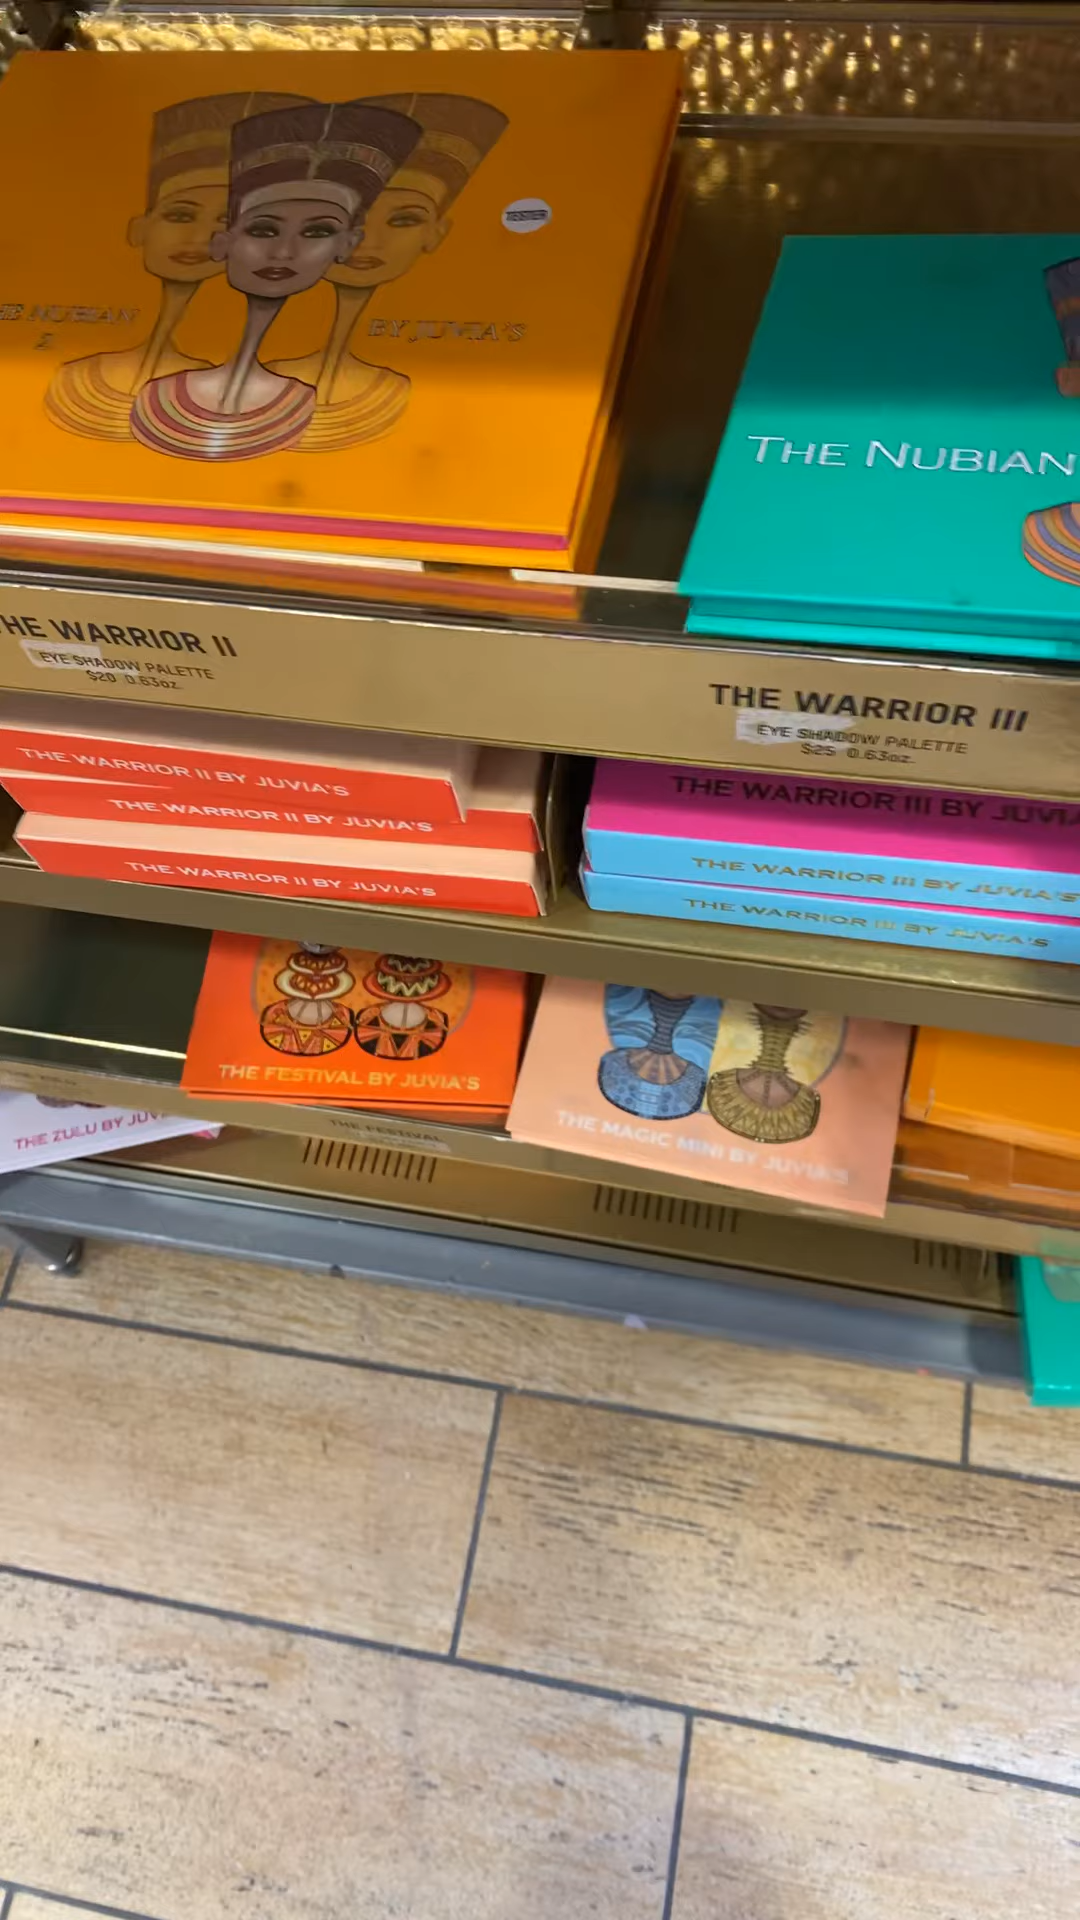 TESTER
HE NUBIAN
2
BY JUVIA'S
THE NUBIAN
THE WARRIOR II
EYE SHADOW PALETTE
$20 0.63oz.
THE WARRIOR III
EYE SHADOW PALETTE
$25 0.63oz.
THE WARRIOR II BY JUVIA'S
THE WARRIOR II BY JUVIA'S
THE WARRIOR II BY JUVIA'S
THE WARRIOR III BY JUVIA
THE WARRIOR III BY JUVIA'S
THE WARRIOR III BY JUVIA'S
THE FESTIVAL BY JUVIA'S
THE MAGIC MINI BY JUVIA'S
THE ZULU BY JUVI
THE FESTIVAL